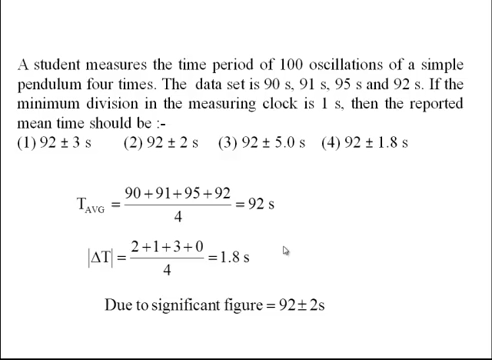 A student measures the time period of 100 oscillations of a simple
pendulum four times. The data set is 90 s, 91 s, 95 s and 92 s. If the
minimum division in the measuring clock is 1 s, then the reported
mean time should be :-
(1) 92 ± 3 s (2) 92 ± 2 s (3) 92 ± 5.0 s (4) 92 ± 1.8 s
T_AVG = (90+91+95+92)/4 = 92 s
|ΔT| = (2+1+3+0)/4 = 1.8 s
Due to significant figure = 92 ± 2s